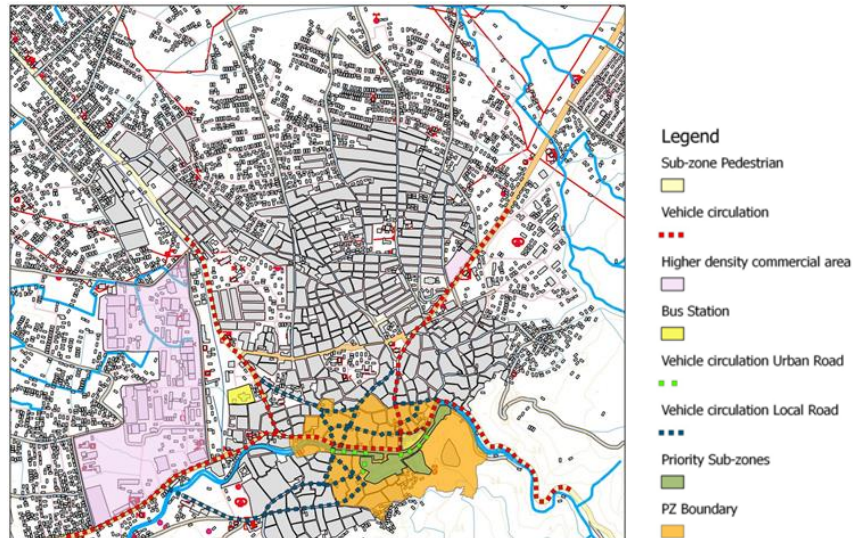 Legend
Sub-zone Pedestrian
Vehicle circulation
Higher density commercial area
Bus Station
Vehicle circulation Urban Road
Vehicle circulation Local Road
Priority Sub-zones
PZ Boundary